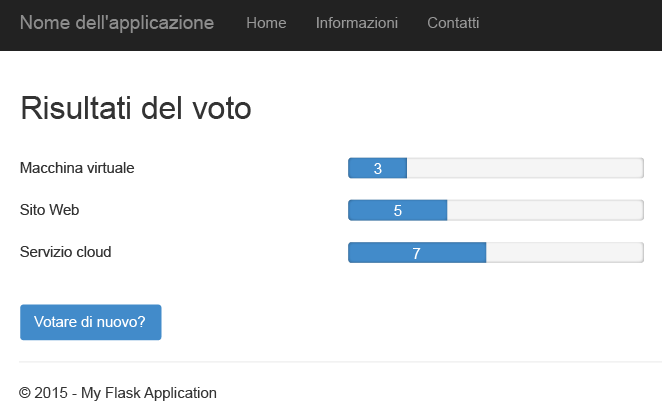 Nome dell'applicazione Home Informazioni Contatti
Risultati del voto
Macchina virtuale 3
Sito Web 5
Servizio cloud 7
Votare di nuovo?
© 2015 - My Flask Application